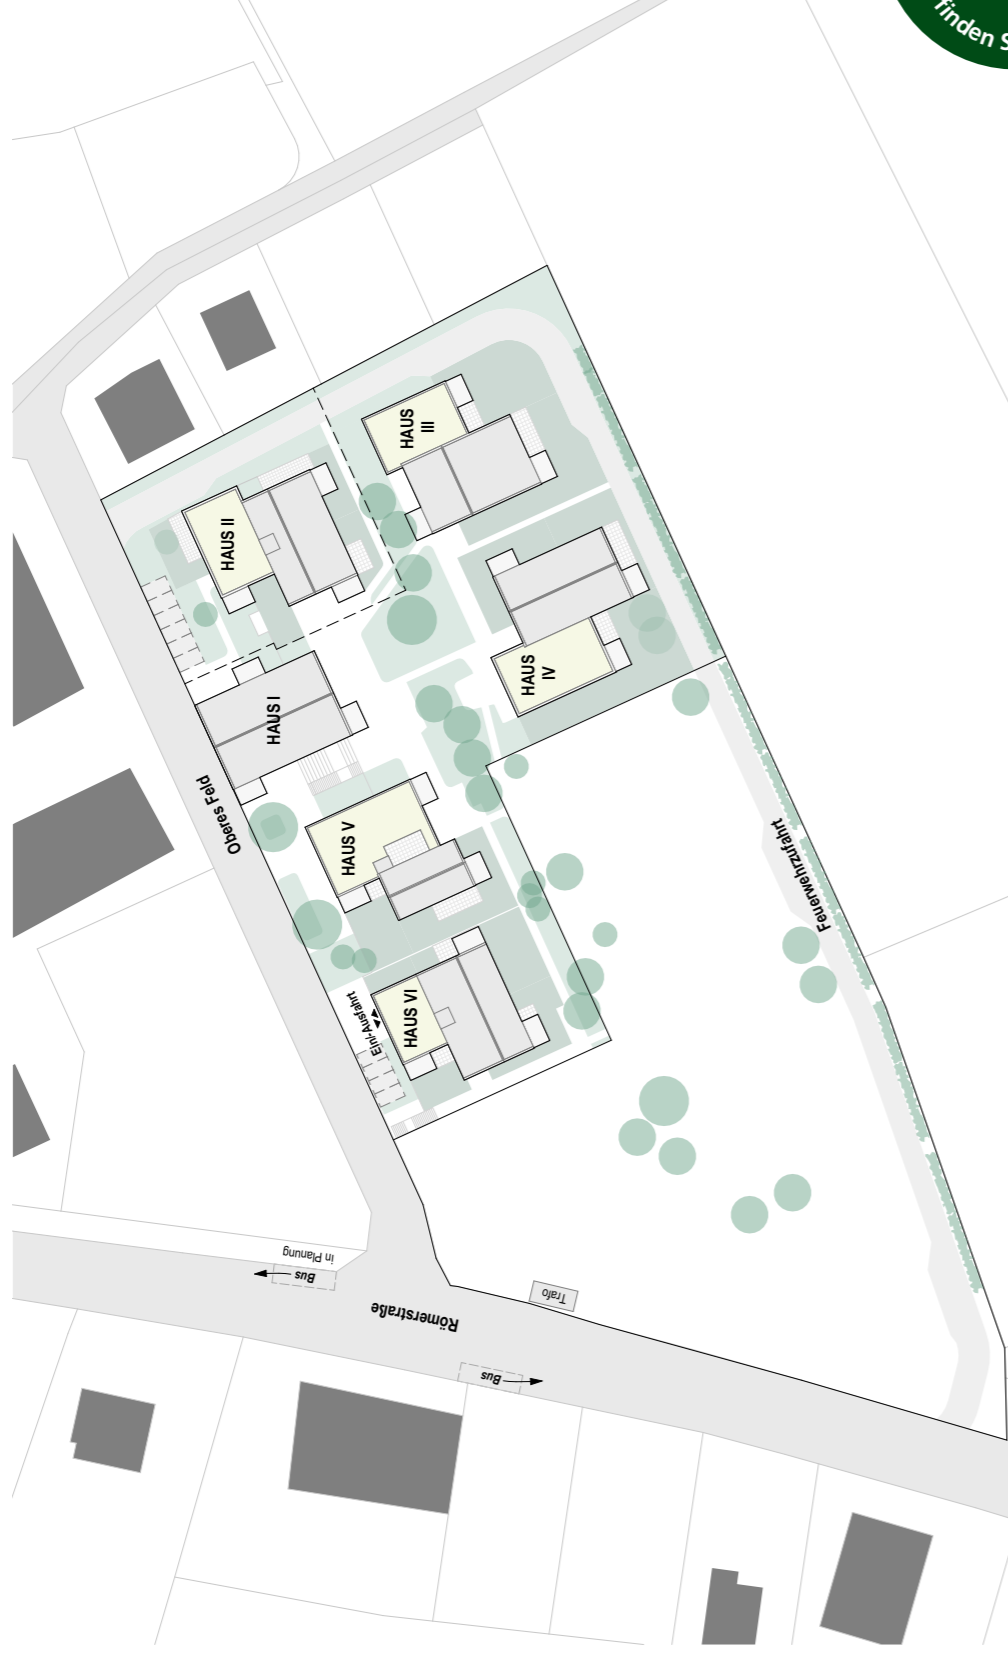 finden S
HAUS
III
HAUS II
HAUS
IV
HAUS I
Oberes Feld
HAUS V
Feuerwehrzufahrt
Ein/-Ausfahrt
HAUS VI
in Planung
Bus
Trafo
Römerstraße
Bus